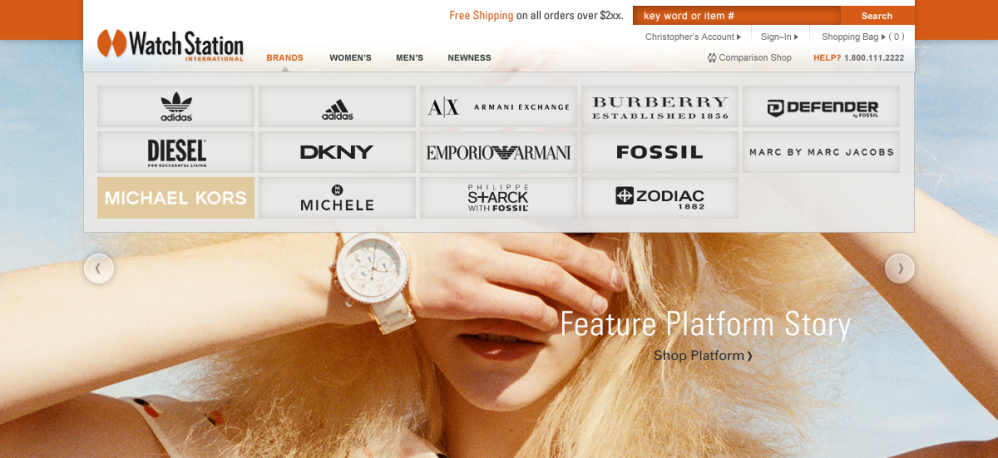 Free Shipping on all orders over $2xx.
key word or item #
Search
Christopher's Account
Sign-In
Shopping Bag ( 0 )
Watch Station
INTERNATIONAL
BRANDS
WOMEN'S
MEN'S
NEWNESS
Comparison Shop
HELP? 1.800.111.2222
adidas
adidas
A|X ARMANI EXCHANGE
BURBERRY
ESTABLISHED 1856
DEFENDER
by FOSSIL
DIESEL
FOR SUCCESSFUL LIVING
DKNY
EMPORIO ARMANI
FOSSIL
MARC BY MARC JACOBS
MICHAEL KORS
MICHELE
PHILIPPE
STARCK
WITH FOSSIL
ZODIAC
1882
Feature Platform Story
Shop Platform